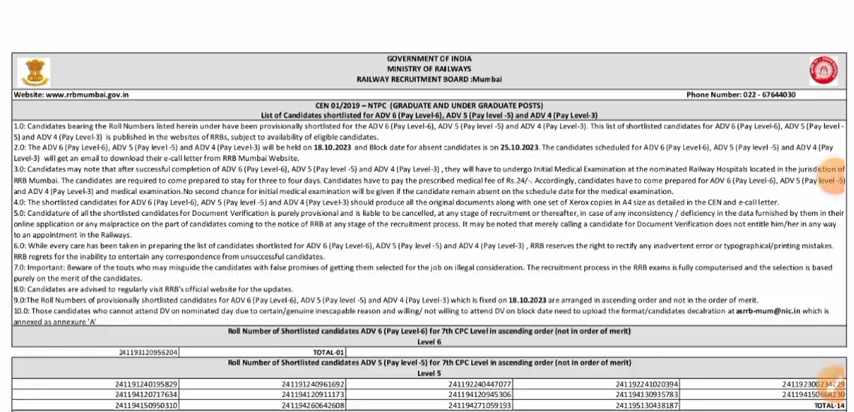 GOVERNMENT OF INDIA
MINISTRY OF RAILWAYS
RAILWAY RECRUITMENT BOARD :Mumbai
Website: www.rrbmumbai.gov.in Phone Number: 022 - 67644030
CEN 01/2019 – NTPC (GRADUATE AND UNDER GRADUATE POSTS)
List of Candidates shortlisted for ADV 6 (Pay Level-6), ADV 5 (Pay level -5) and ADV 4 (Pay Level-3)
1.0: Candidates bearing the Roll Numbers listed herein under have been provisionally shortlisted for the ADV 6 (Pay Level-6), ADV 5 (Pay level -5) and ADV 4 (Pay Level-3). This list of shortlisted candidates for ADV 6 (Pay Level-6), ADV 5 (Pay level -
5) and ADV 4 (Pay Level-3) is published in the websites of RRBs, subject to availability of eligible candidates.
2.0: The ADV 6 (Pay Level-6), ADV 5 (Pay level -5) and ADV 4 (Pay Level-3) will be held on 18.10.2023 and Block date for absent candidates is on 25.10.2023. The candidates scheduled for ADV 6 (Pay Level-6), ADV 5 (Pay level -5) and ADV 4 (Pay
Level-3) will get an email to download their e-call letter from RRB Mumbai Website.
3.0: Candidates may note that after successful completion of ADV 6 (Pay Level-6), ADV 5 (Pay level -5) and ADV 4 (Pay Level-3) , they will have to undergo Initial Medical Examination at the nominated Railway Hospitals located in the jurisdiction of
RRB Mumbai. The candidates are required to come prepared to stay for three to four days. Candidates have to pay the prescribed medical fee of Rs.24/-. Accordingly, candidates have to come prepared for ADV 6 (Pay Level-6), ADV 5 (Pay level -5)
and ADV 4 (Pay Level-3) and medical examination.No second chance for initial medical examination will be given if the candidate remain absent on the schedule date for the medical examination.
4.0: The shortlisted candidates for ADV 6 (Pay Level-6), ADV 5 (Pay level -5) and ADV 4 (Pay Level-3) should produce all the original documents along with one set of Xerox copies in A4 size as detailed in the CEN and e-call letter.
5.0: Candidature of all the shortlisted candidates for Document Verification is purely provisional and is liable to be cancelled, at any stage of recruitment or thereafter, in case of any inconsistency / deficiency in the data furnished by them in their
online application or any malpractice on the part of candidates coming to the notice of RRB at any stage of the recruitment process. It may be noted that merely calling a candidate for Document Verification does not entitle him/her in any way
to an appointment in the Railways.
6.0: While every care has been taken in preparing the list of candidates shortlisted for ADV 6 (Pay Level-6), ADV 5 (Pay level -5) and ADV 4 (Pay Level-3) , RRB reserves the right to rectify any inadvertent error or typographical/printing mistakes.
RRB regrets for the inability to entertain any correspondence from unsuccessful candidates.
7.0: Important: Beware of the touts who may misguide the candidates with false promises of getting them selected for the job on illegal consideration. The recruitment process in the RRB exams is fully computerised and the selection is based
purely on the merit of the candidates.
8.0: Candidates are advised to regularly visit RRB's official website for the updates.
9.0:The Roll Numbers of provisionally shortlisted candidates for ADV 6 (Pay Level-6), ADV 5 (Pay level -5) and ADV 4 (Pay Level-3) which is fixed on 18.10.2023 are arranged in ascending order and not in the order of merit.
10.0: Those candidates who cannot attend DV on nominated day due to certain/genuine inescapable reason and willing/ not willing to attend DV on block date need to upload the format/candidates decalration at asrrb-mum@nic.in which is
annexed as annexure 'A'
Roll Number of Shortlisted candidates ADV 6 (Pay Level-6) for 7th CPC Level in ascending order (not in order of merit)
Level 6
241193120956204 TOTAL-01
Roll Number of Shortlisted candidates ADV 5 (Pay level -5) for 7th CPC Level in ascending order (not in order of merit)
Level 5
241191240195829 241191240961692 241192240447077 241192241020394
241194120717634 241194120911173 241194120945306 241194130935783
241194150950310 241194260642608 241194271059193 241195130438187 TOTAL-14